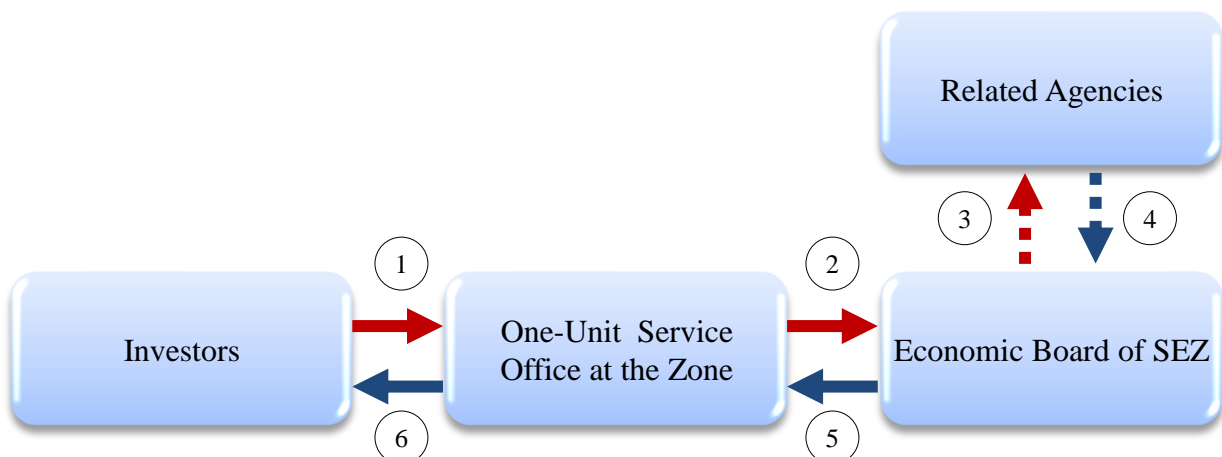 Related Agencies
3
4
1
2
Investors
One-Unit Service
Office at the Zone
Economic Board of SEZ
6
5